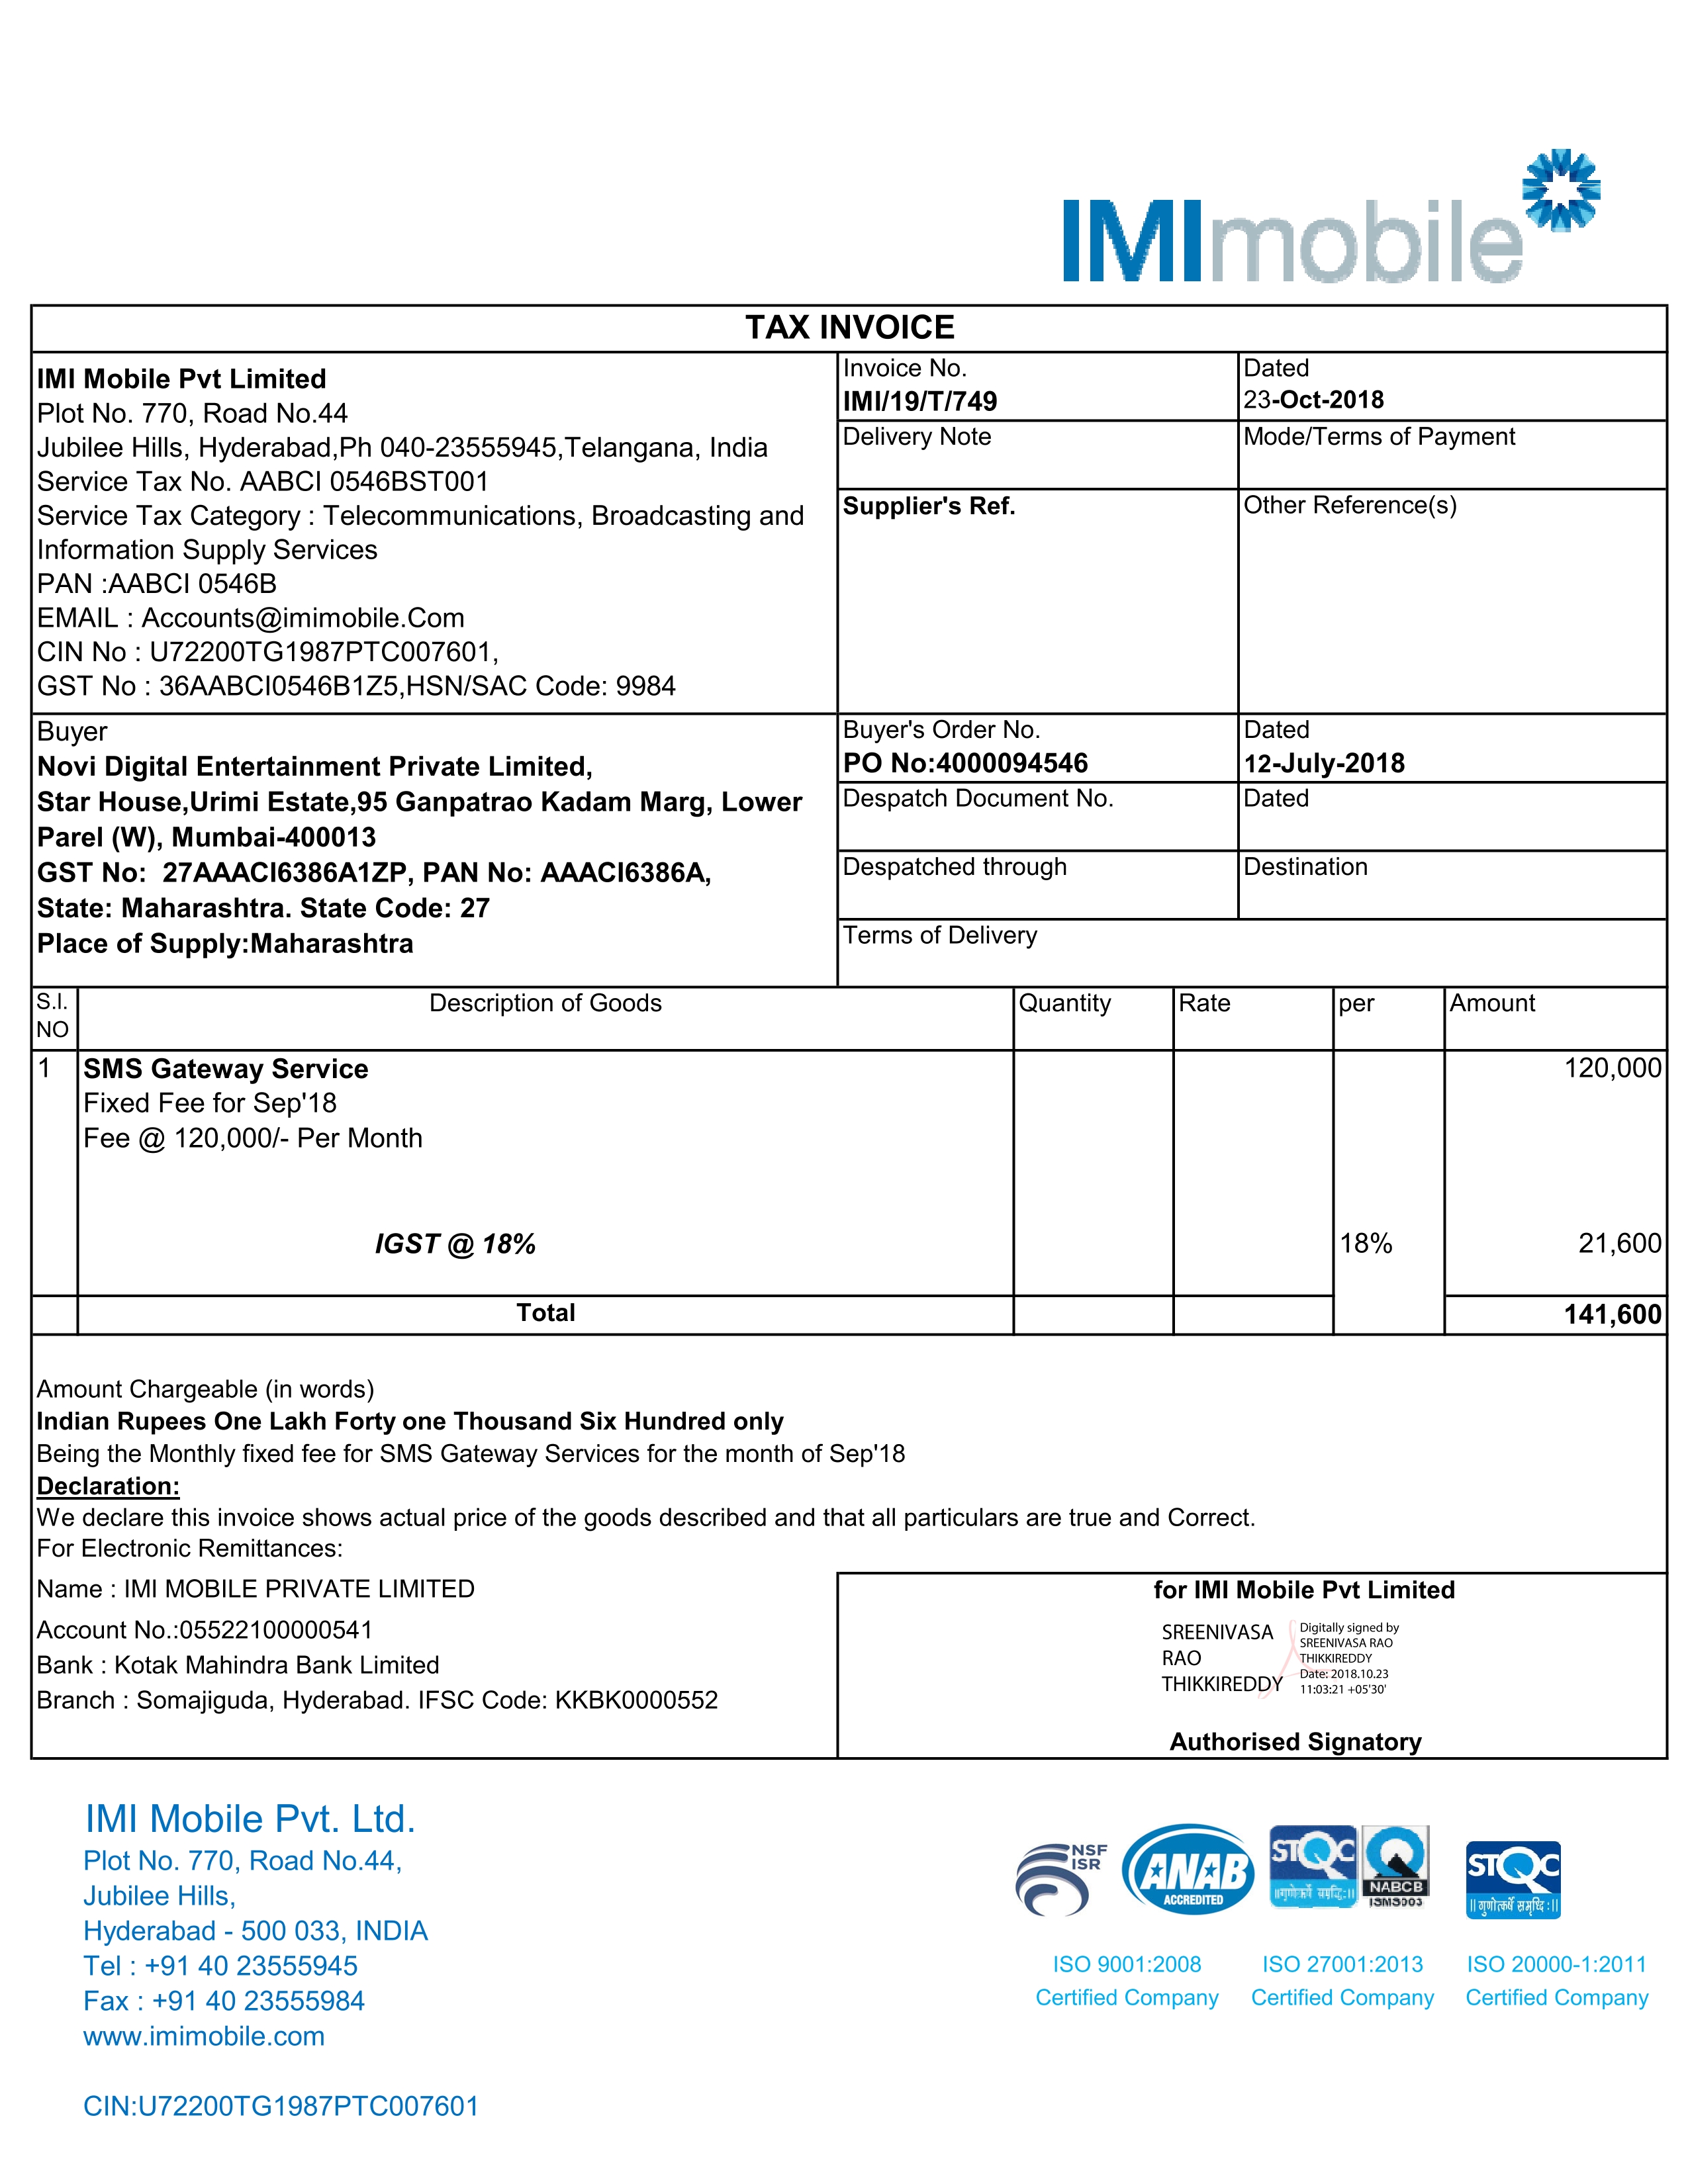 IMImobile
TAX INVOICE
IMI Mobile Pvt Limited
Plot No. 770, Road No.44
Jubilee Hills, Hyderabad,Ph 040-23555945,Telangana, India
Service Tax No. AABCI 0546BST001
Service Tax Category : Telecommunications, Broadcasting and
Information Supply Services
PAN :AABCI 0546B
EMAIL : Accounts@imimobile.Com
CIN No : U72200TG1987PTC007601,
GST No : 36AABCI0546B1Z5,HSN/SAC Code: 9984
Invoice No.
IMI/19/T/749
Dated
23-Oct-2018
Delivery Note
Mode/Terms of Payment
Supplier's Ref.
Other Reference(s)
Buyer
Novi Digital Entertainment Private Limited,
Star House,Urimi Estate,95 Ganpatrao Kadam Marg, Lower
Parel (W), Mumbai-400013
GST No: 27AAACI6386A1ZP, PAN No: AAACI6386A,
State: Maharashtra. State Code: 27
Place of Supply:Maharashtra
Buyer's Order No.
PO No:4000094546
Dated
12-July-2018
Despatch Document No.
Dated
Despatched through
Destination
Terms of Delivery
S.I. NO Description of Goods Quantity Rate per Amount
1 SMS Gateway Service 120,000
Fixed Fee for Sep'18
Fee @ 120,000/- Per Month
IGST @ 18% 18% 21,600
Total 141,600
Amount Chargeable (in words)
Indian Rupees One Lakh Forty one Thousand Six Hundred only
Being the Monthly fixed fee for SMS Gateway Services for the month of Sep'18
Declaration:
We declare this invoice shows actual price of the goods described and that all particulars are true and Correct.
For Electronic Remittances:
Name : IMI MOBILE PRIVATE LIMITED
Account No.:05522100000541
Bank : Kotak Mahindra Bank Limited
Branch : Somajiguda, Hyderabad. IFSC Code: KKBK0000552
for IMI Mobile Pvt Limited
SREENIVASA
RAO
THIKKIREDDY
Digitally signed by
SREENIVASA RAO
THIKKIREDDY
Date: 2018.10.23
11:03:21 +05'30'
Authorised Signatory
IMI Mobile Pvt. Ltd.
Plot No. 770, Road No.44,
Jubilee Hills,
Hyderabad - 500 033, INDIA
Tel : +91 40 23555945
Fax : +91 40 23555984
www.imimobile.com
CIN:U72200TG1987PTC007601
NSF
ISR
ANAB
ACCREDITED
STQC
॥गुणोत्कर्षे समृद्धिः॥
NABCB
ISMS003
STQC
॥गुणोत्कर्षे समृद्धिः॥
ISO 9001:2008
Certified Company
ISO 27001:2013
Certified Company
ISO 20000-1:2011
Certified Company